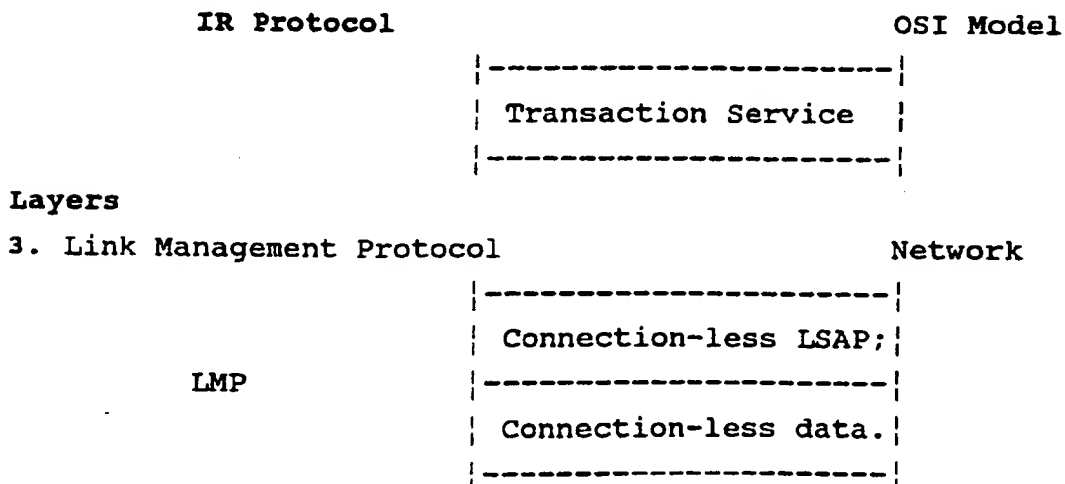 IR Protocol OSI Model
|-----------------------|
| Transaction Service |
|-----------------------|
Layers
3. Link Management Protocol Network
|-----------------------|
| Connection-less LSAP; |
LMP |-----------------------|
| Connection-less data. |
|-----------------------|